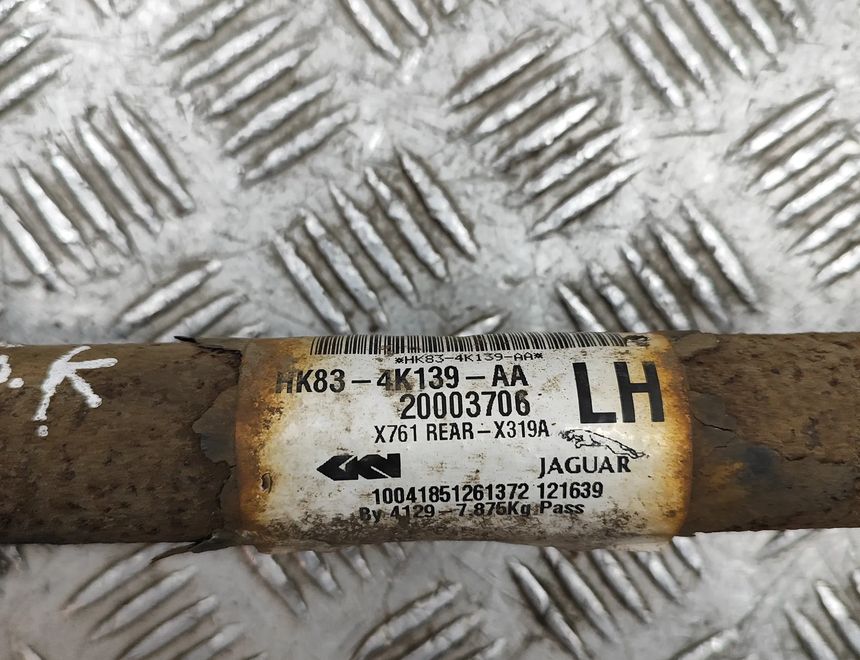 *HK83-4K139-AA*
HK83-4K139-AA
20003706
LH
X761 REAR-X319A
GKN
JAGUAR
10041851261372 121639
By 4129 - 7.875Kg Pass
.K